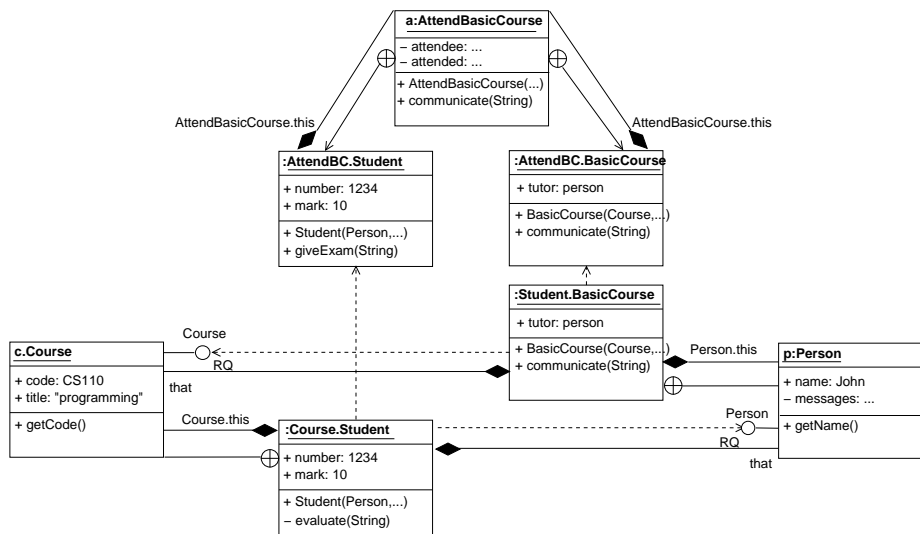 a:AttendBasicCourse
– attendee: ...
– attended: ...
+ AttendBasicCourse(...)
+ communicate(String)
AttendBasicCourse.this
AttendBasicCourse.this
:AttendBC.Student
+ number: 1234
+ mark: 10
+ Student(Person,...)
+ giveExam(String)
:AttendBC.BasicCourse
+ tutor: person
+ BasicCourse(Course,...)
+ communicate(String)
:Student.BasicCourse
+ tutor: person
+ BasicCourse(Course,...)
+ communicate(String)
Course
RQ
that
Person.this
c.Course
+ code: CS110
+ title: "programming"
+ getCode()
p:Person
+ name: John
– messages: ...
+ getName()
Course.this
:Course.Student
+ number: 1234
+ mark: 10
+ Student(Person,...)
– evaluate(String)
Person
RQ
that